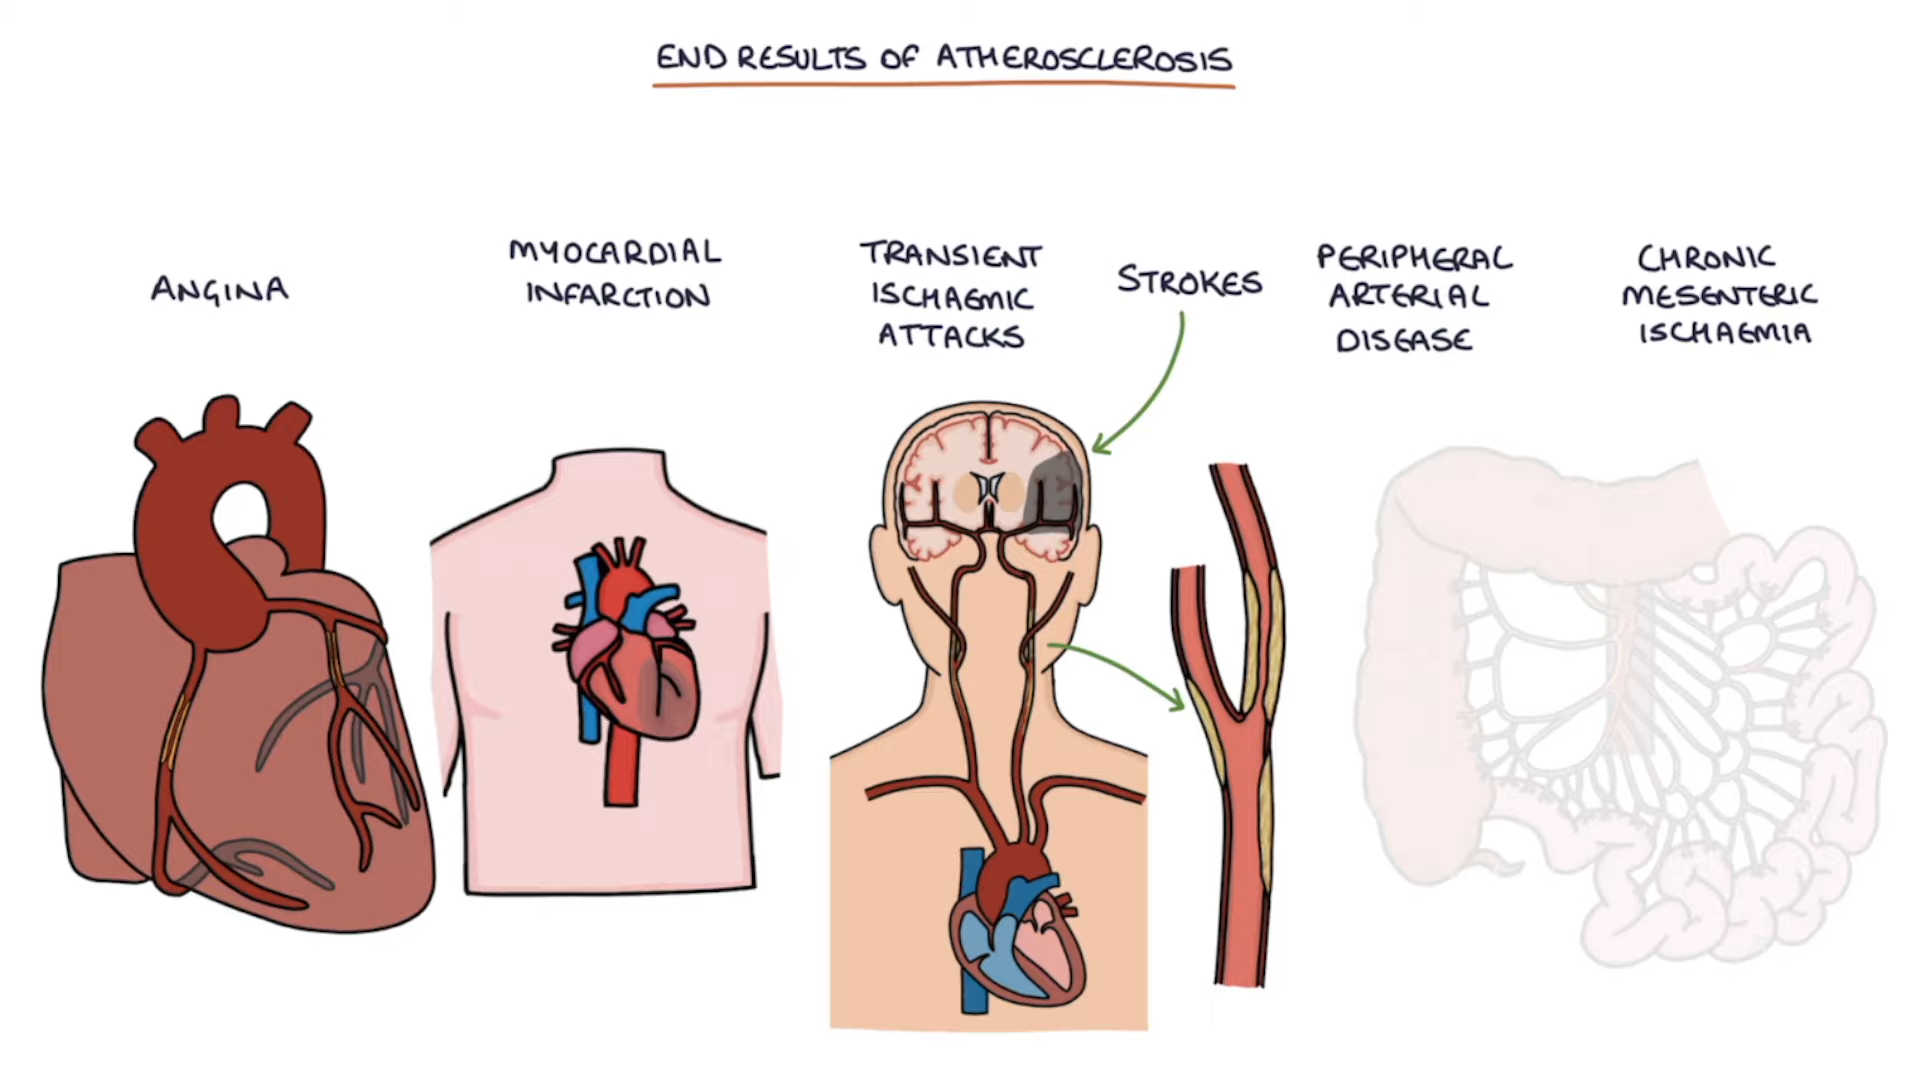 END RESULTS OF ATHEROSCLEROSIS
ANGINA
MYOCARDIAL
INFARCTION
TRANSIENT
ISCHAEMIC
ATTACKS
STROKES
PERIPHERAL
ARTERIAL
DISEASE
CHRONIC
MESENTERIC
ISCHAEMIA